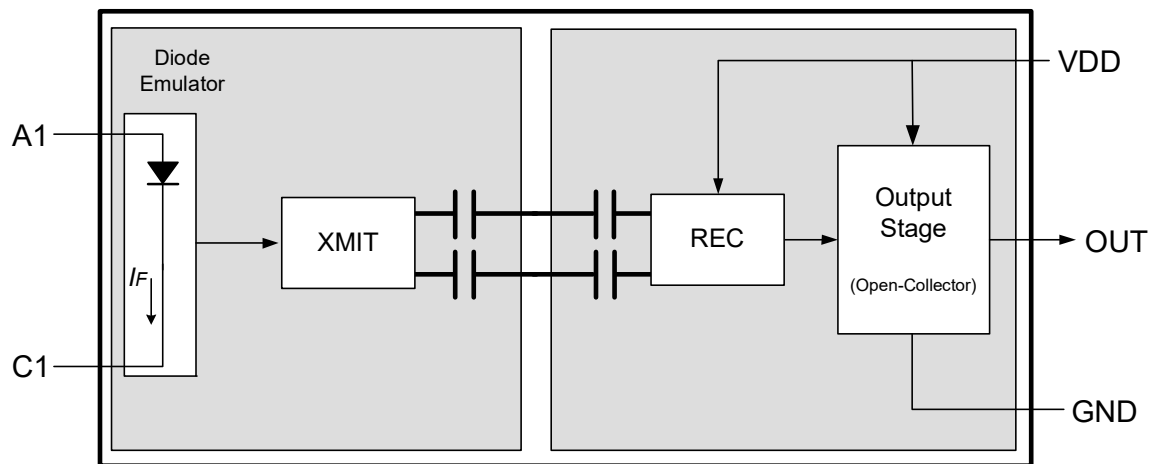 Diode
Emulator
A1
IF
C1
XMIT
REC
Output
Stage
(Open-Collector)
VDD
OUT
GND